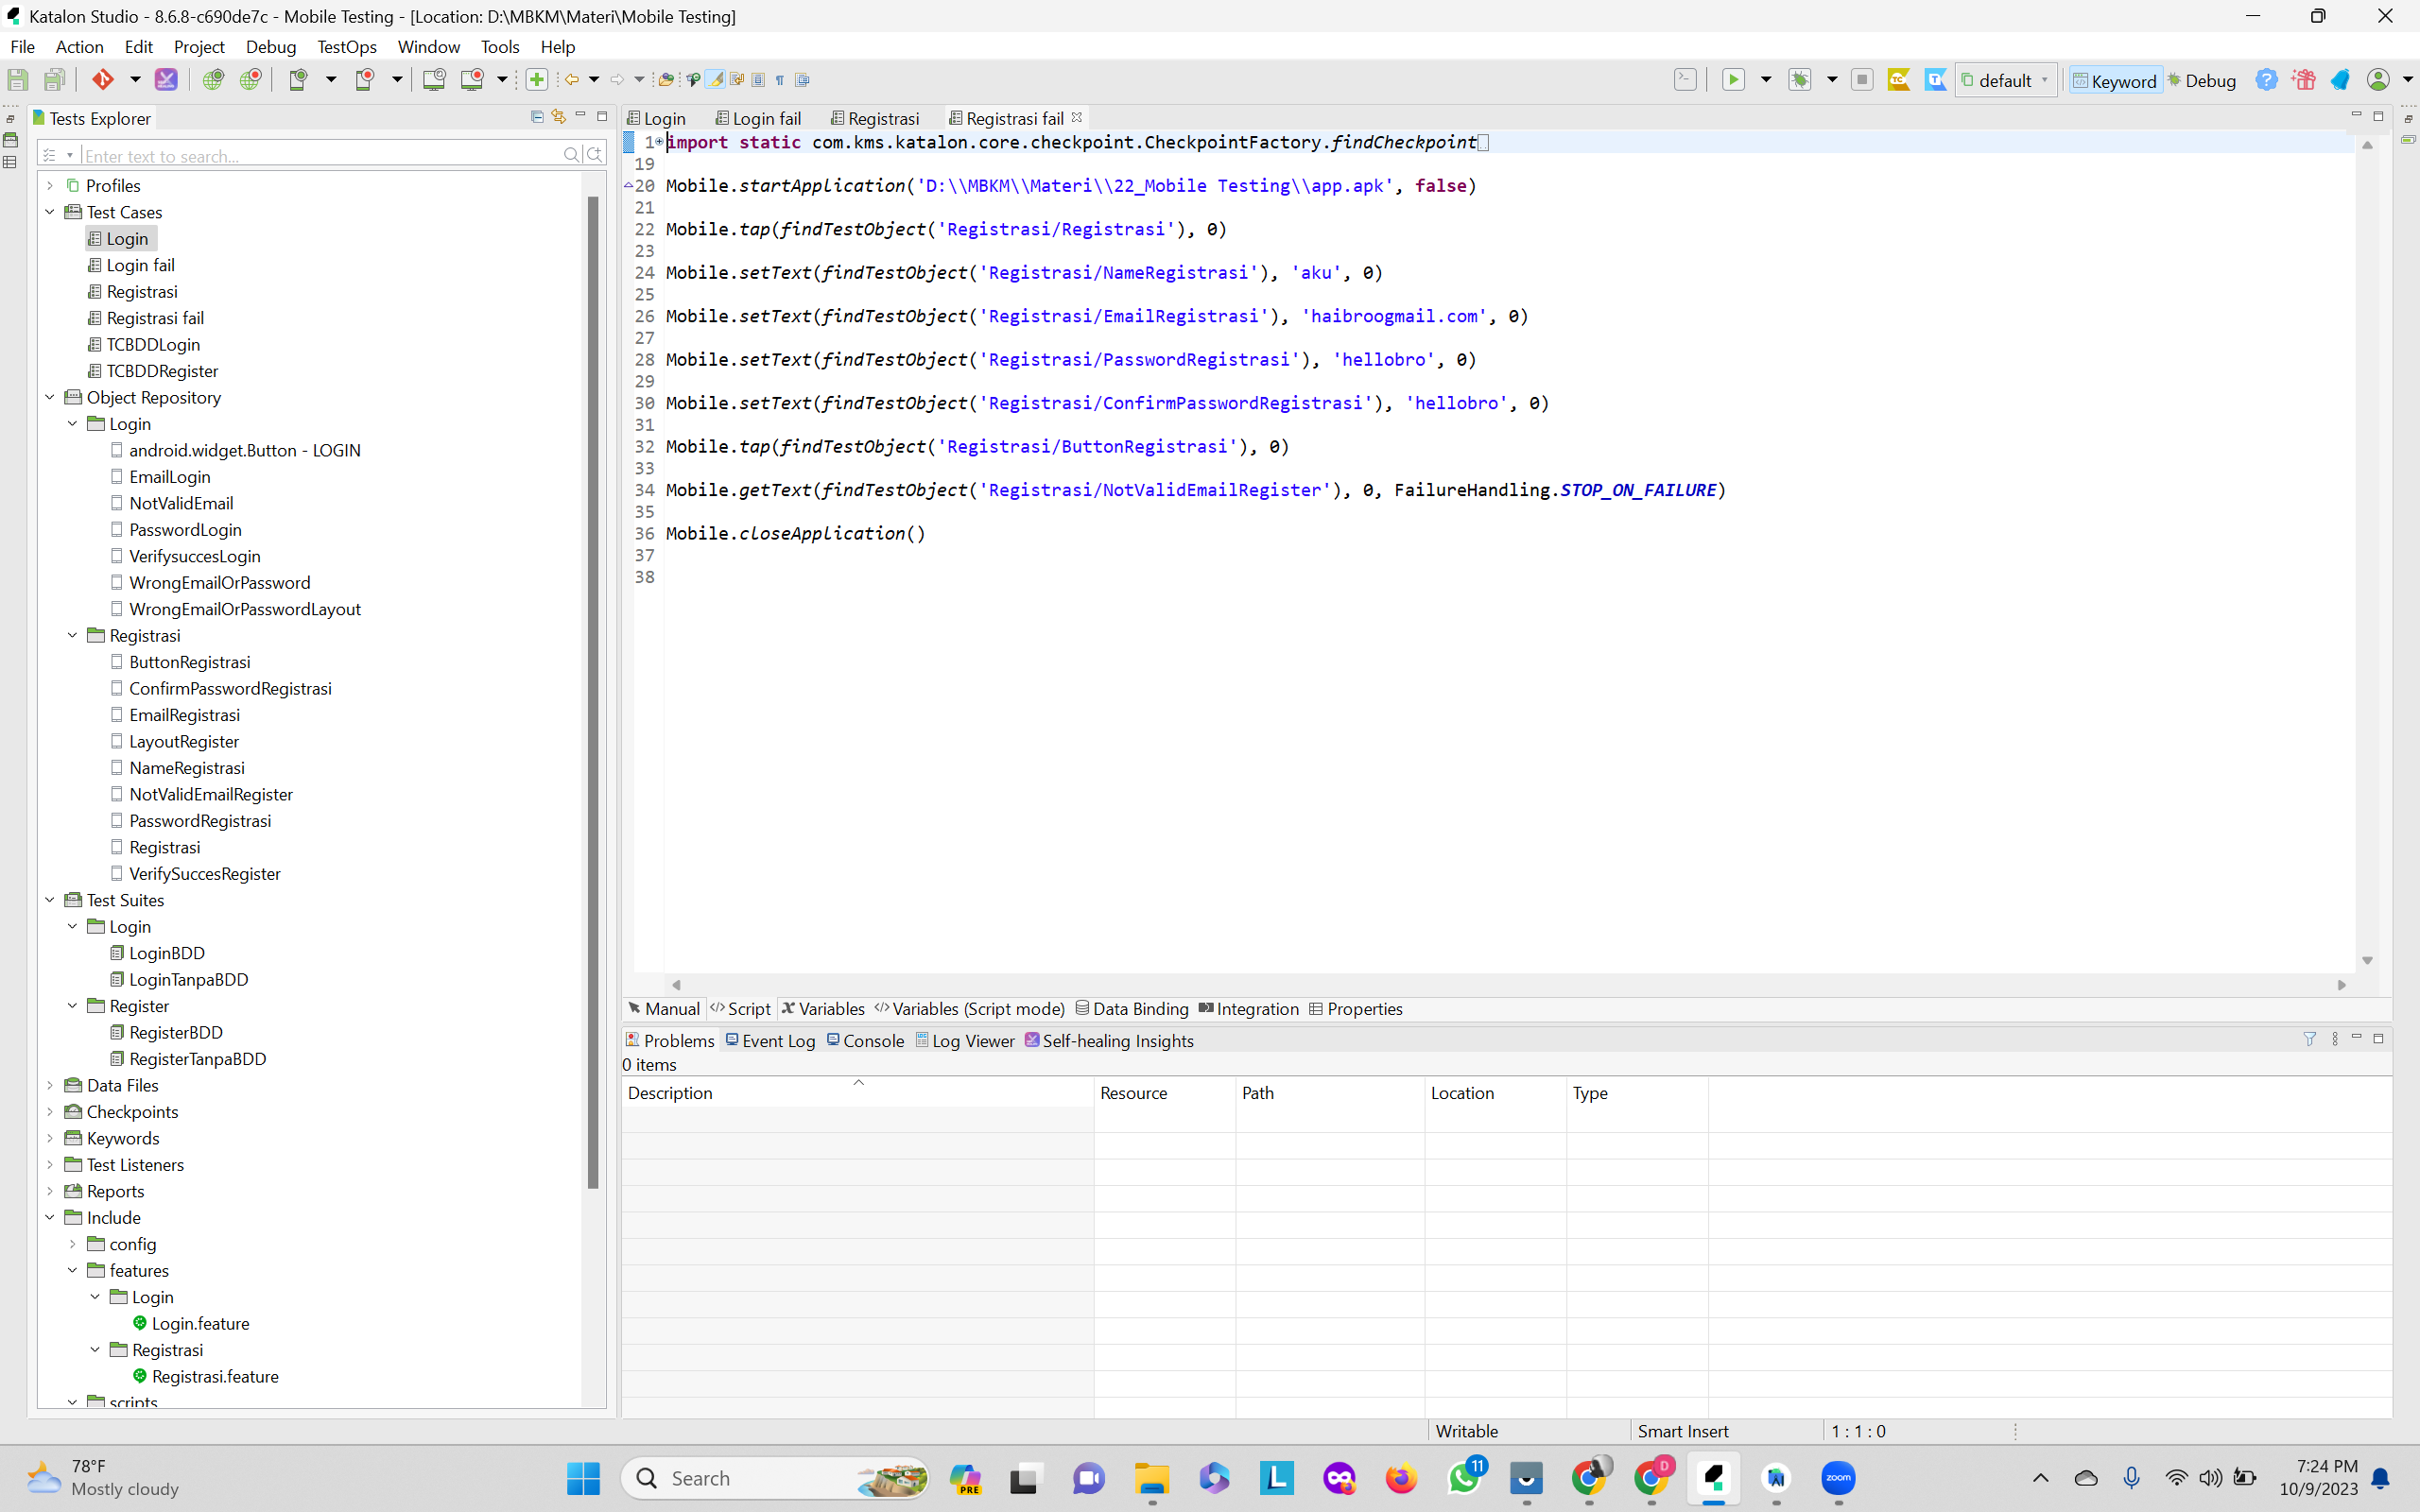 Katalon Studio - 8.6.8-c690de7c - Mobile Testing - [Location: D:\MBKM\Materi\Mobile Testing]
File Action Edit Project Debug TestOps Window Tools Help
default Keyword Debug
Tests Explorer
Enter text to search...
Profiles
Test Cases
Login
Login fail
Registrasi
Registrasi fail
TCBDDLogin
TCBDDRegister
Object Repository
Login
android.widget.Button - LOGIN
EmailLogin
NotValidEmail
PasswordLogin
VerifysuccesLogin
WrongEmailOrPassword
WrongEmailOrPasswordLayout
Registrasi
ButtonRegistrasi
ConfirmPasswordRegistrasi
EmailRegistrasi
LayoutRegister
NameRegistrasi
NotValidEmailRegister
PasswordRegistrasi
Registrasi
VerifySuccesRegister
Test Suites
Login
LoginBDD
LoginTanpaBDD
Register
RegisterBDD
RegisterTanpaBDD
Data Files
Checkpoints
Keywords
Test Listeners
Reports
Include
config
features
Login
Login.feature
Registrasi
Registrasi.feature
scripts
Login Login fail Registrasi Registrasi fail
1 import static com.kms.katalon.core.checkpoint.CheckpointFactory.findCheckpoint
19
20 Mobile.startApplication('D:\\MBKM\\Materi\\22_Mobile Testing\\app.apk', false)
21
22 Mobile.tap(findTestObject('Registrasi/Registrasi'), 0)
23
24 Mobile.setText(findTestObject('Registrasi/NameRegistrasi'), 'aku', 0)
25
26 Mobile.setText(findTestObject('Registrasi/EmailRegistrasi'), 'haibroogmail.com', 0)
27
28 Mobile.setText(findTestObject('Registrasi/PasswordRegistrasi'), 'hellobro', 0)
29
30 Mobile.setText(findTestObject('Registrasi/ConfirmPasswordRegistrasi'), 'hellobro', 0)
31
32 Mobile.tap(findTestObject('Registrasi/ButtonRegistrasi'), 0)
33
34 Mobile.getText(findTestObject('Registrasi/NotValidEmailRegister'), 0, FailureHandling.STOP_ON_FAILURE)
35
36 Mobile.closeApplication()
37
38
Manual Script Variables Variables (Script mode) Data Binding Integration Properties
Problems Event Log Console Log Viewer Self-healing Insights
0 items
Description Resource Path Location Type
Writable Smart Insert 1 : 1 : 0
78°F
Mostly cloudy
Search
PRE
L
11
D
zoom
7:24 PM
10/9/2023